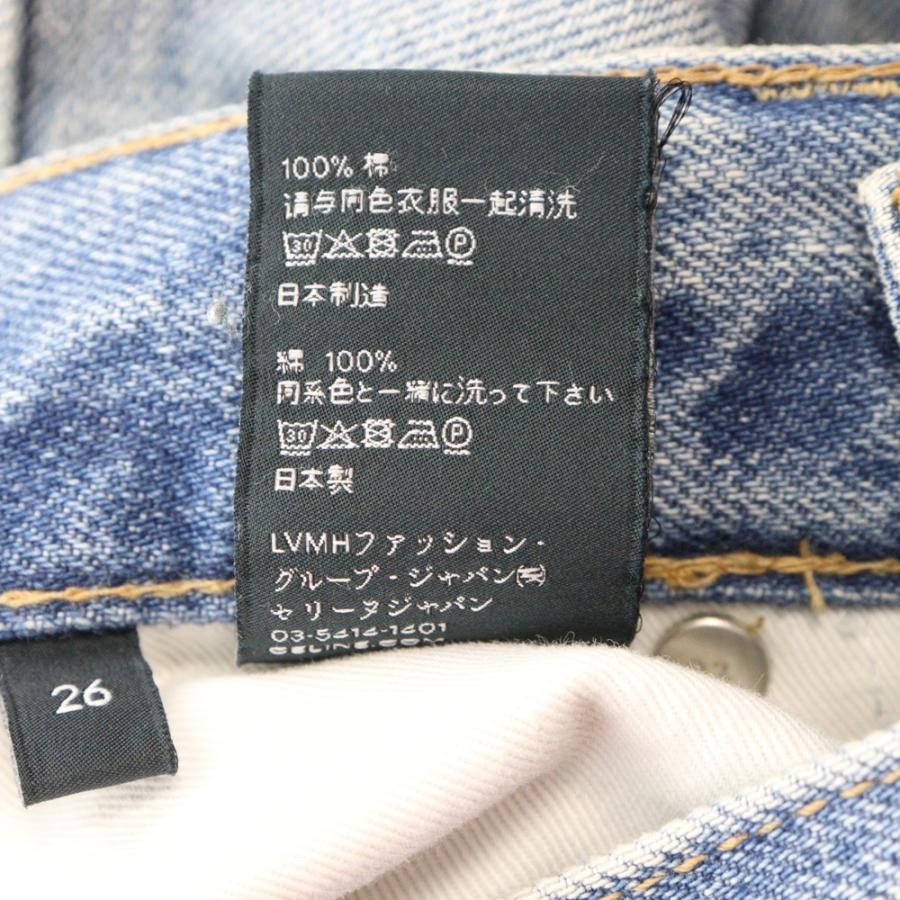 100% 棉
请与同色衣服一起清洗
30 P
日本制造
綿 100%
同系色と一緒に洗って下さい
30 P
日本製
LVMHファッション・
グループ・ジャパン㈱
セリーヌジャパン
03-5414-1401
CELINE.COM
26